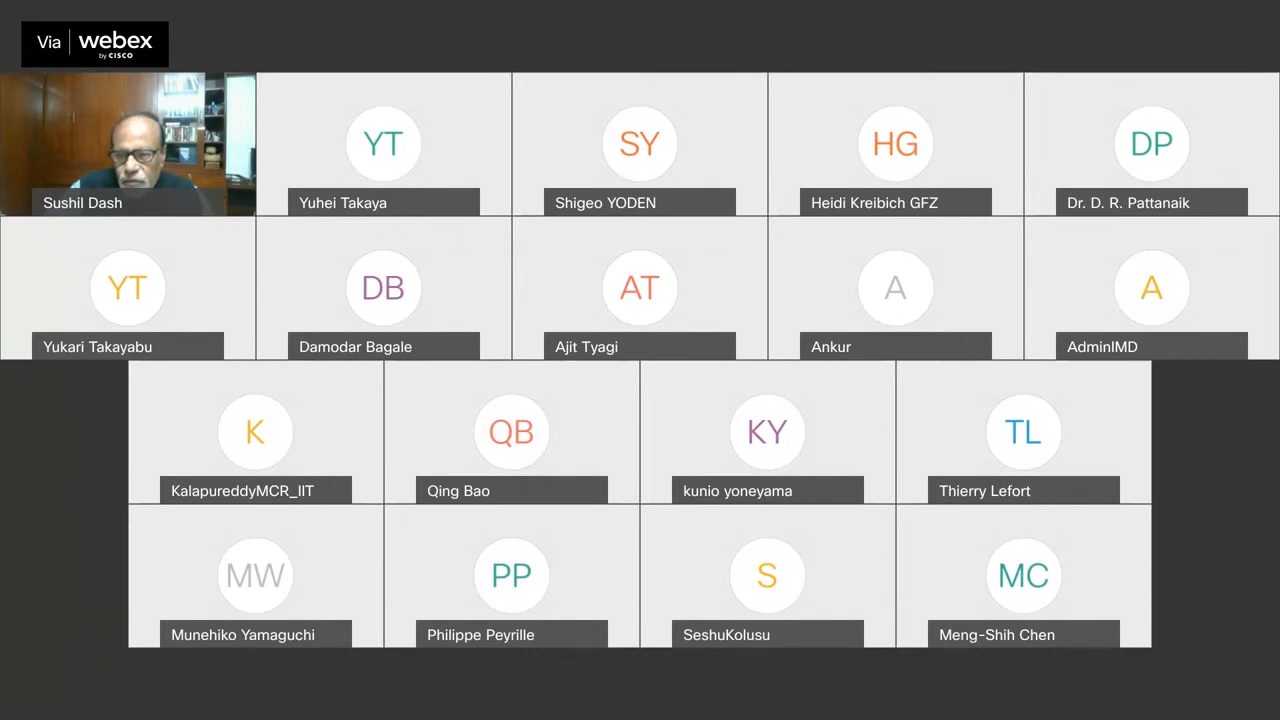 Via webex
by CISCO
Sushil Dash
YT
Yuhei Takaya
SY
Shigeo YODEN
HG
Heidi Kreibich GFZ
DP
Dr. D. R. Pattanaik
YT
Yukari Takayabu
DB
Damodar Bagale
AT
Ajit Tyagi
A
Ankur
A
AdminIMD
K
KalapureddyMCR_IIT
QB
Qing Bao
KY
kunio yoneyama
TL
Thierry Lefort
MW
Munehiko Yamaguchi
PP
Philippe Peyrille
S
SeshuKolusu
MC
Meng-Shih Chen